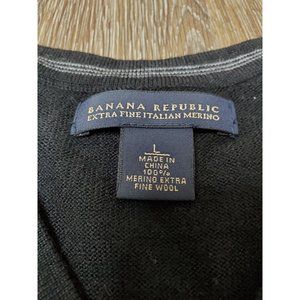 BANANA REPUBLIC
EXTRA FINE ITALIAN MERINO
L
MADE IN
CHINA
100%
MERINO EXTRA
FINE WOOL